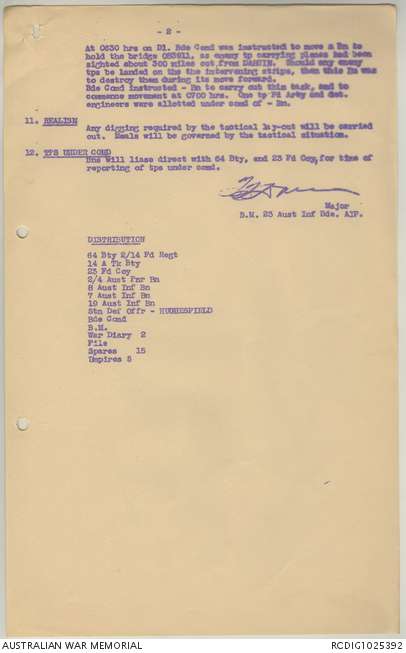 - 2 -
At 0630 hrs on D1. Bde Comd was instructed to move a Bn to
hold the bridge 083911, as enemy tp carrying planes had been
sighted about 300 miles out from DARWIN. Should any enemy
tps be landed on the the intervening strips, then this Bn was
to destroy them during its move forward.
Bde Comd instructed - Bn to carry out this task, and to
commence movement at 0700 hrs. One tp Fd Arty and det.
engineers were allotted under comd of - Bn.
11. REALISM
Any digging required by the tactical lay-out will be carried
out. Meals will be governed by the tactical situation.
12. TPS UNDER COMD
Bns will liase direct with 64 Bty, and 23 Fd Coy, for time of
reporting of tps under comd.
Major
B.M. 23 Aust Inf Bde. AIF.
DISTRIBUTION
64 Bty 2/14 Fd Regt
14 A Tk Bty
23 Fd Coy
2/4 Aust Pnr Bn
8 Aust Inf Bn
7 Aust Inf Bn
19 Aust Inf Bn
Stn Def Offr - HUGHESFIELD
Bde Comd
B.M.
War Diary 2
File
Spares 15
Umpires 8
AUSTRALIAN WAR MEMORIAL
RCDIG1025392